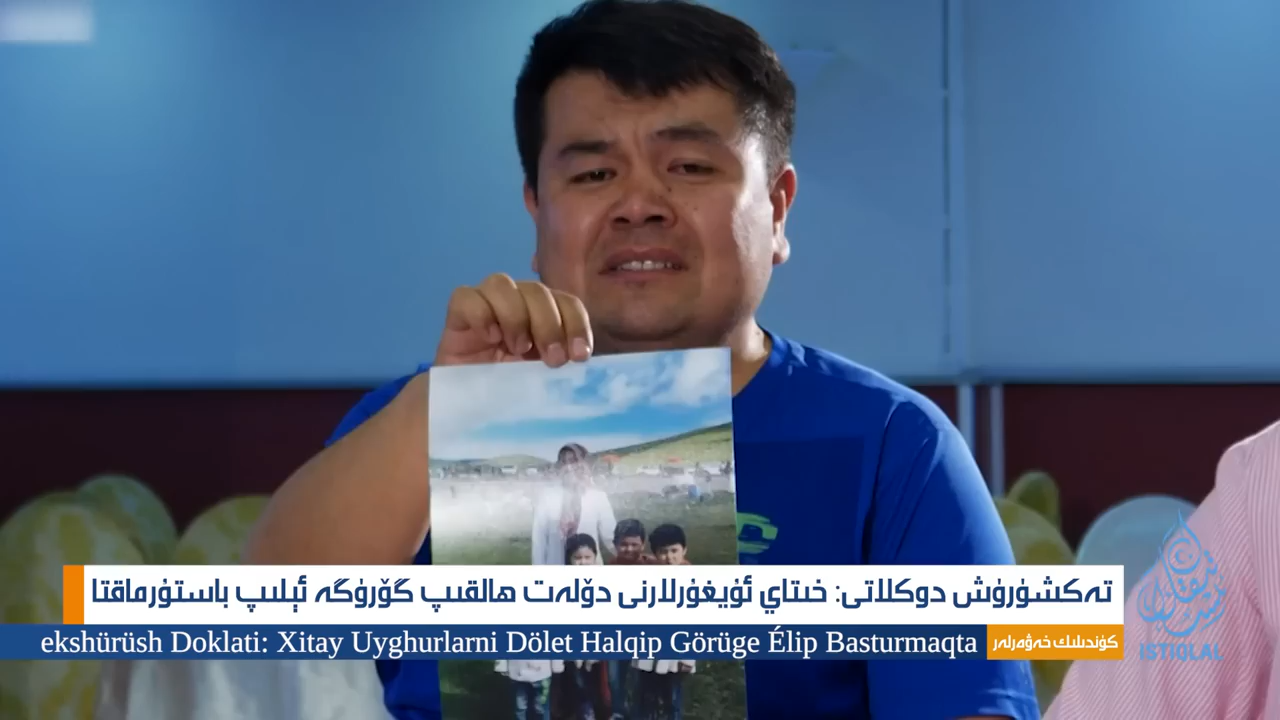 تەكشۈرۈش دوكلاتى: خىتاي ئۇيغۇرلارنى دۆلەت ھالقىپ گۆرۈگە ئېلىپ باستۇرماقتا
ekshürüsh Doklati: Xitay Uyghurlarni Dölet Halqip Görüge Élip Basturmaqta
كۈندىلىك خەۋەرلەر
ISTIQLAL